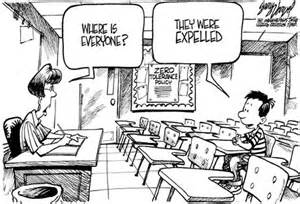 WHERE IS
EVERYONE?
THEY WERE
EXPELLED
ZERO
TOLERANCE
POLICY